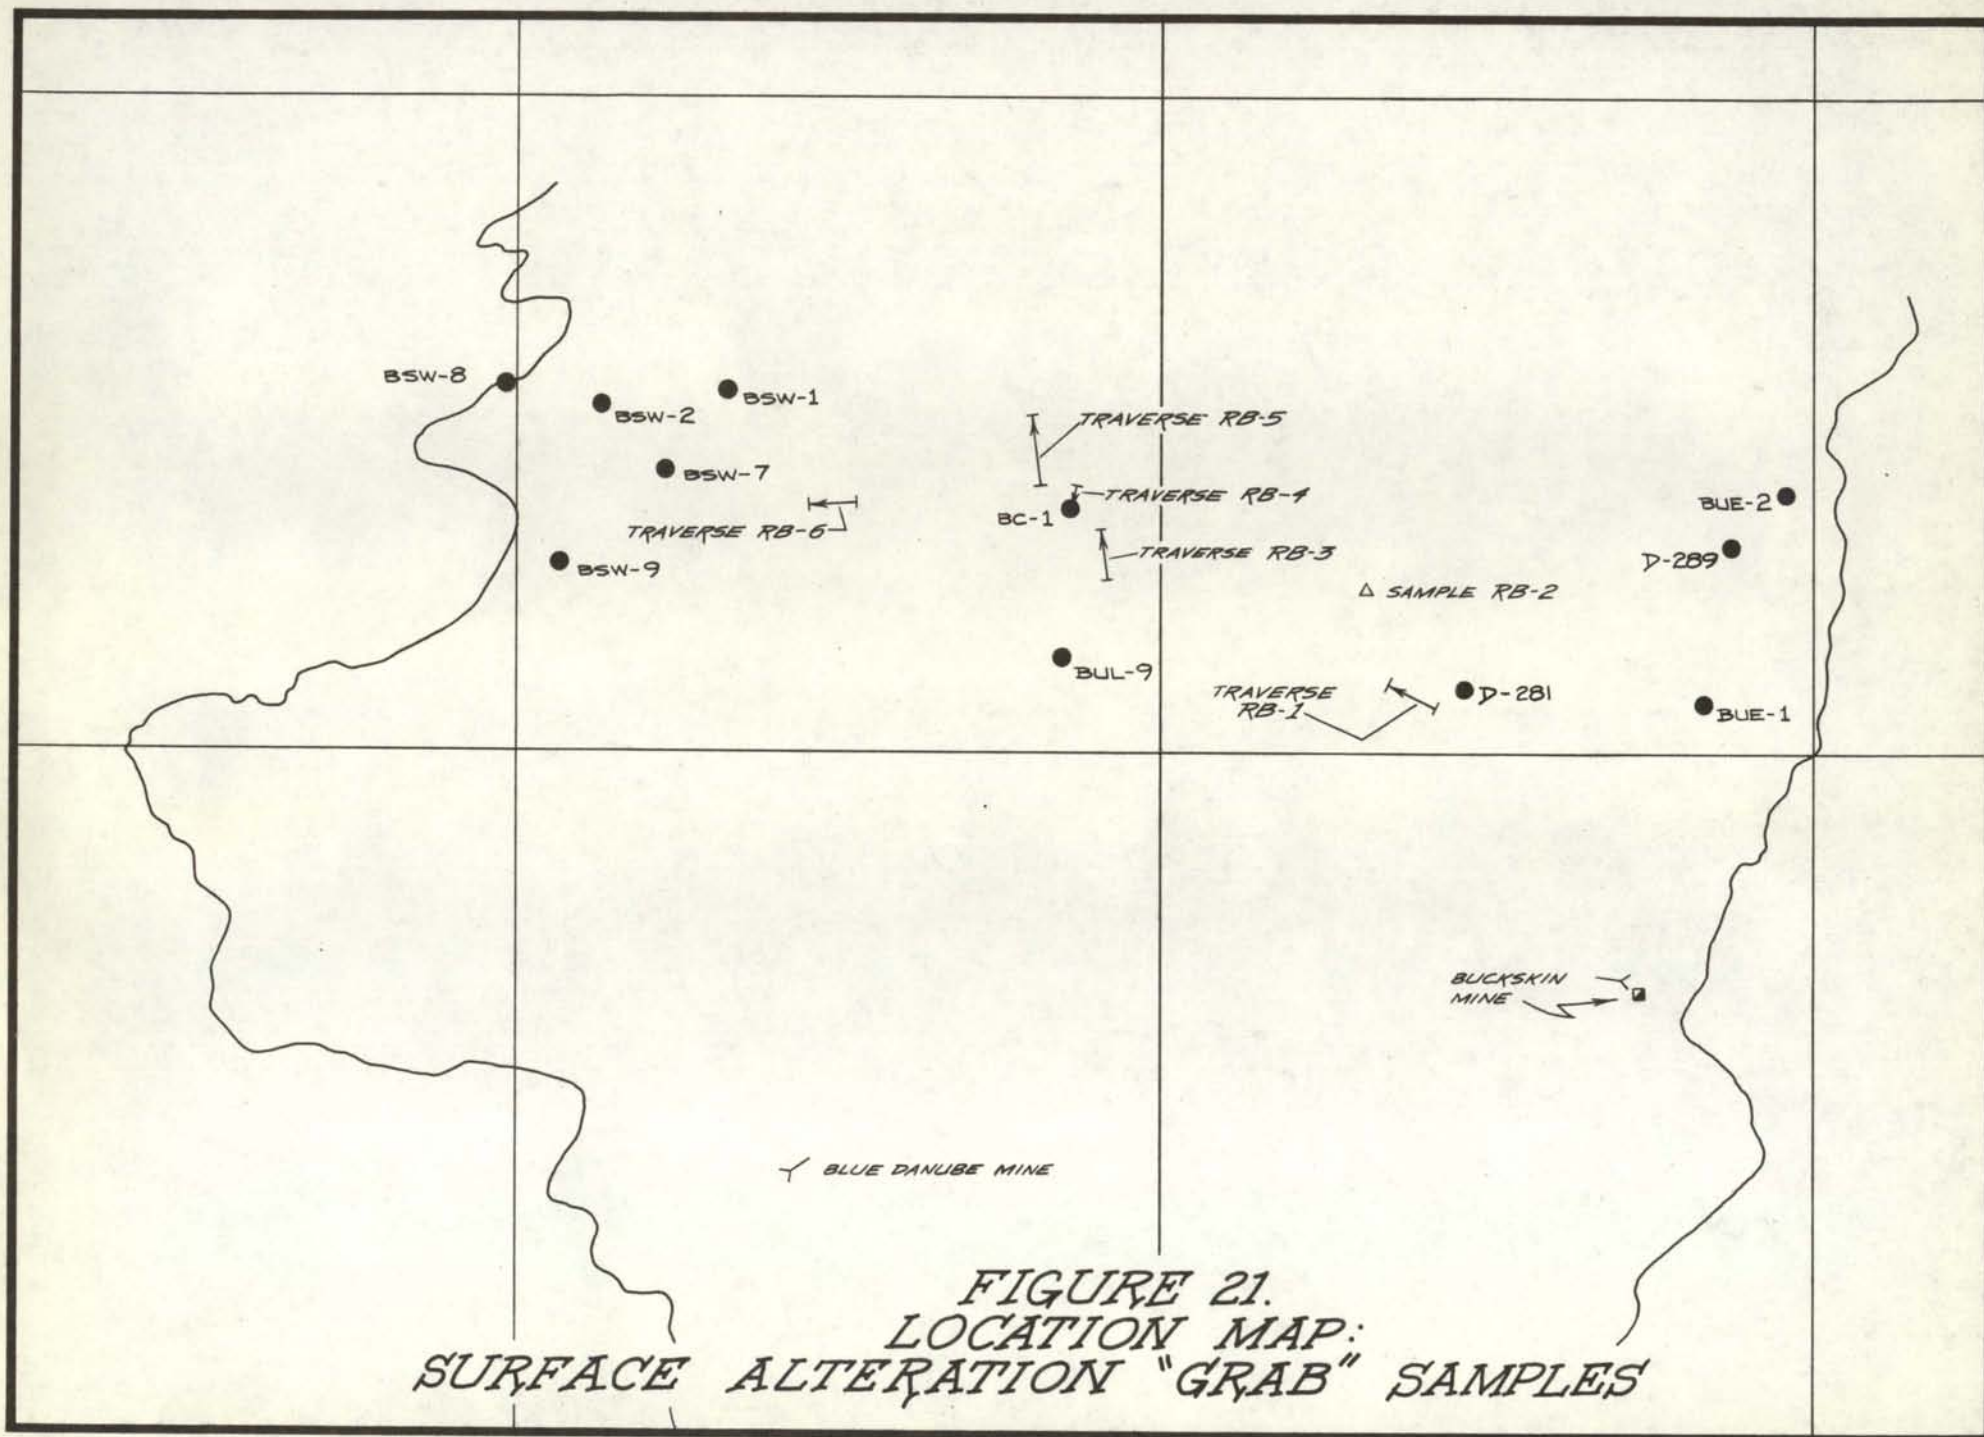 BSW-8
BSW-2
BSW-1
TRAVERSE RB-5
BSW-7
TRAVERSE RB-4
BUE-2
BC-1
TRAVERSE RB-6
TRAVERSE RB-3
D-289
BSW-9
SAMPLE RB-2
BUL-9
TRAVERSE
RB-1
D-281
BUE-1
BUCKSKIN
MINE
BLUE DANUBE MINE
FIGURE 21.
LOCATION MAP:
SURFACE ALTERATION "GRAB" SAMPLES